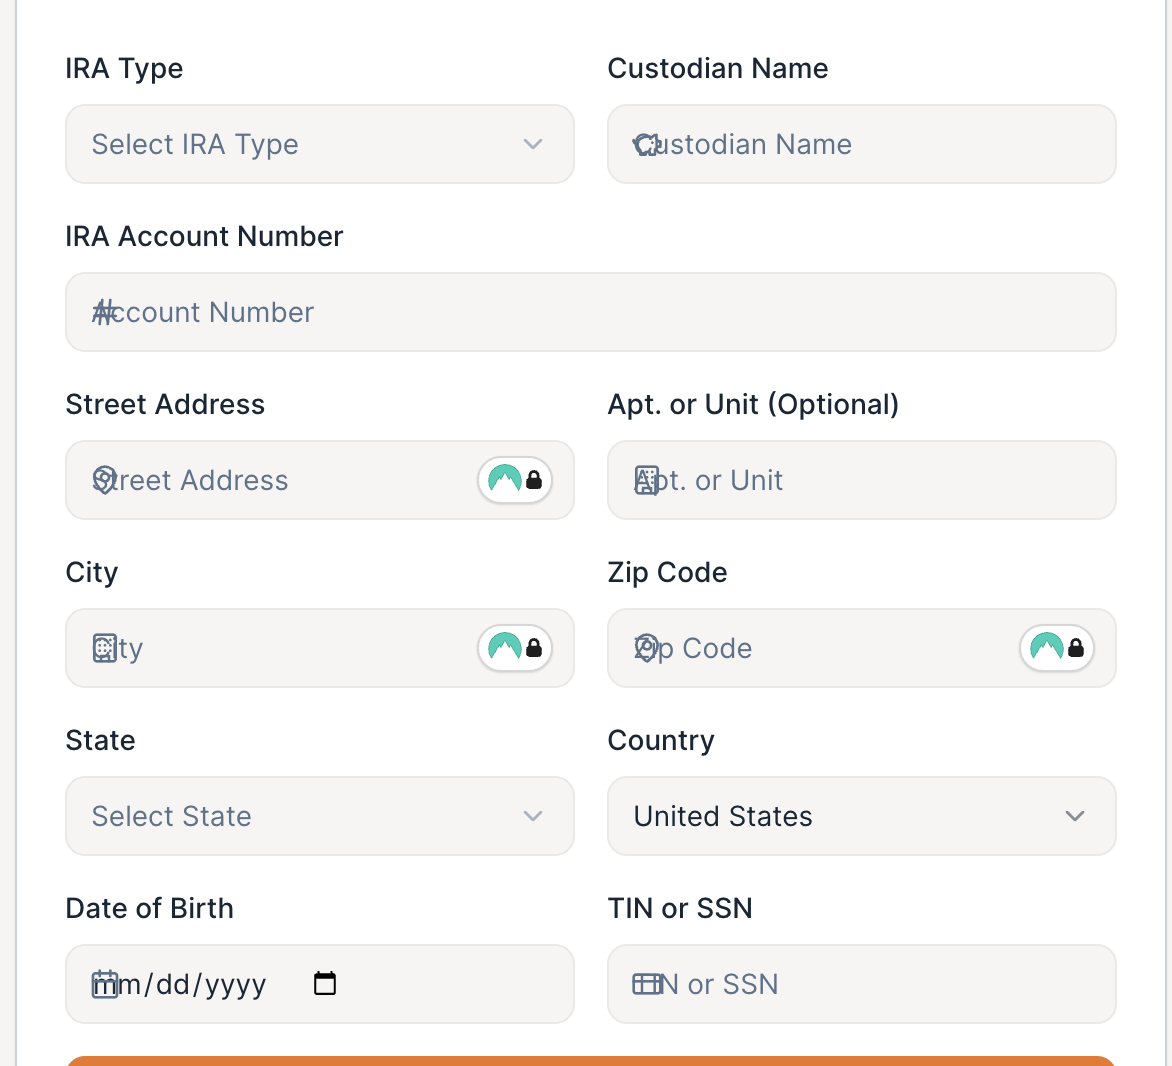 IRA Type
Custodian Name
Select IRA Type
Custodian Name
IRA Account Number
Account Number
Street Address
Apt. or Unit (Optional)
Street Address
Apt. or Unit
City
Zip Code
City
Zip Code
State
Country
Select State
United States
Date of Birth
TIN or SSN
mm/dd/yyyy
TIN or SSN